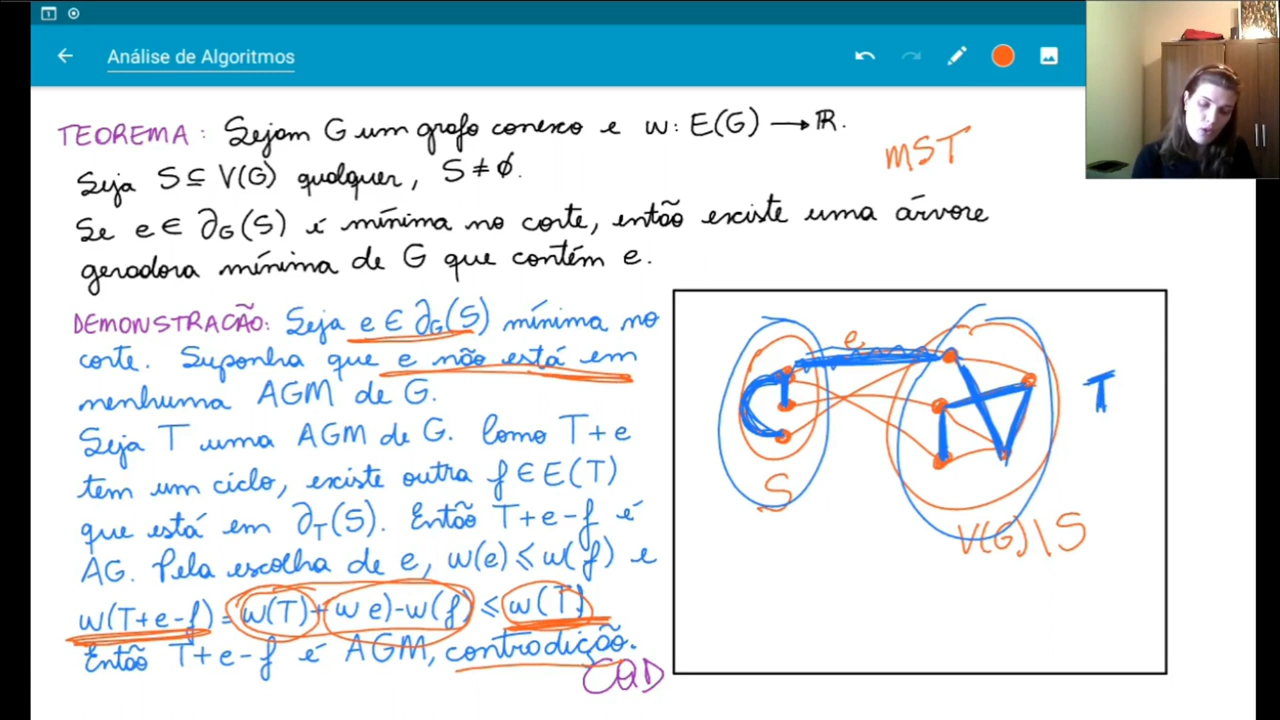 1
Análise de Algoritmos
TEOREMA: Sejam G um grafo conexo e w: E(G) → ℝ.
MST
Seja S ⊆ V(G) qualquer, S ≠ ∅.
Se e ∈ ∂G(S) é mínima no corte, então existe uma árvore
geradora mínima de G que contém e.
DEMONSTRAÇÃO: Seja e ∈ ∂G(S) mínima no
corte. Suponha que e não está em
nenhuma AGM de G.
Seja T uma AGM de G. Como T+e
tem um ciclo, existe outra f ∈ E(T)
que está em ∂T(S). Então T+e-f é
AG. Pela escolha de e, w(e) ≤ w(f) e
w(T+e-f) = w(T)+w e)-w(f) ≤ w(T)
Então T+e-f é AGM, contradição.
CQD
e
T
S
V(G)\S